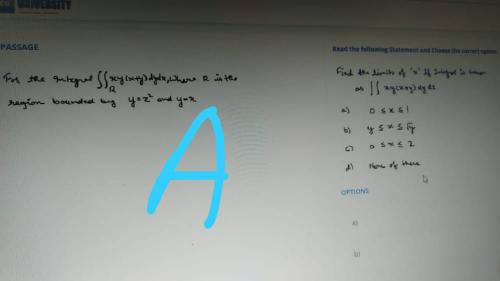 UNIVERSITY
PASSAGE
For the integral ∫∫xy(x+y)dydx, where R is the
R
region bounded by y=x² and y=x
A
Read the following Statement and Choose the correct option
Find the limits of 'x' if integral is taken
as ∫∫ xy(x+y) dy dx
a) 0 ≤ x ≤ 1
b) y ≤ x ≤ √y
c) 0 ≤ x ≤ 2
d) None of these
OPTIONS
a)
b)